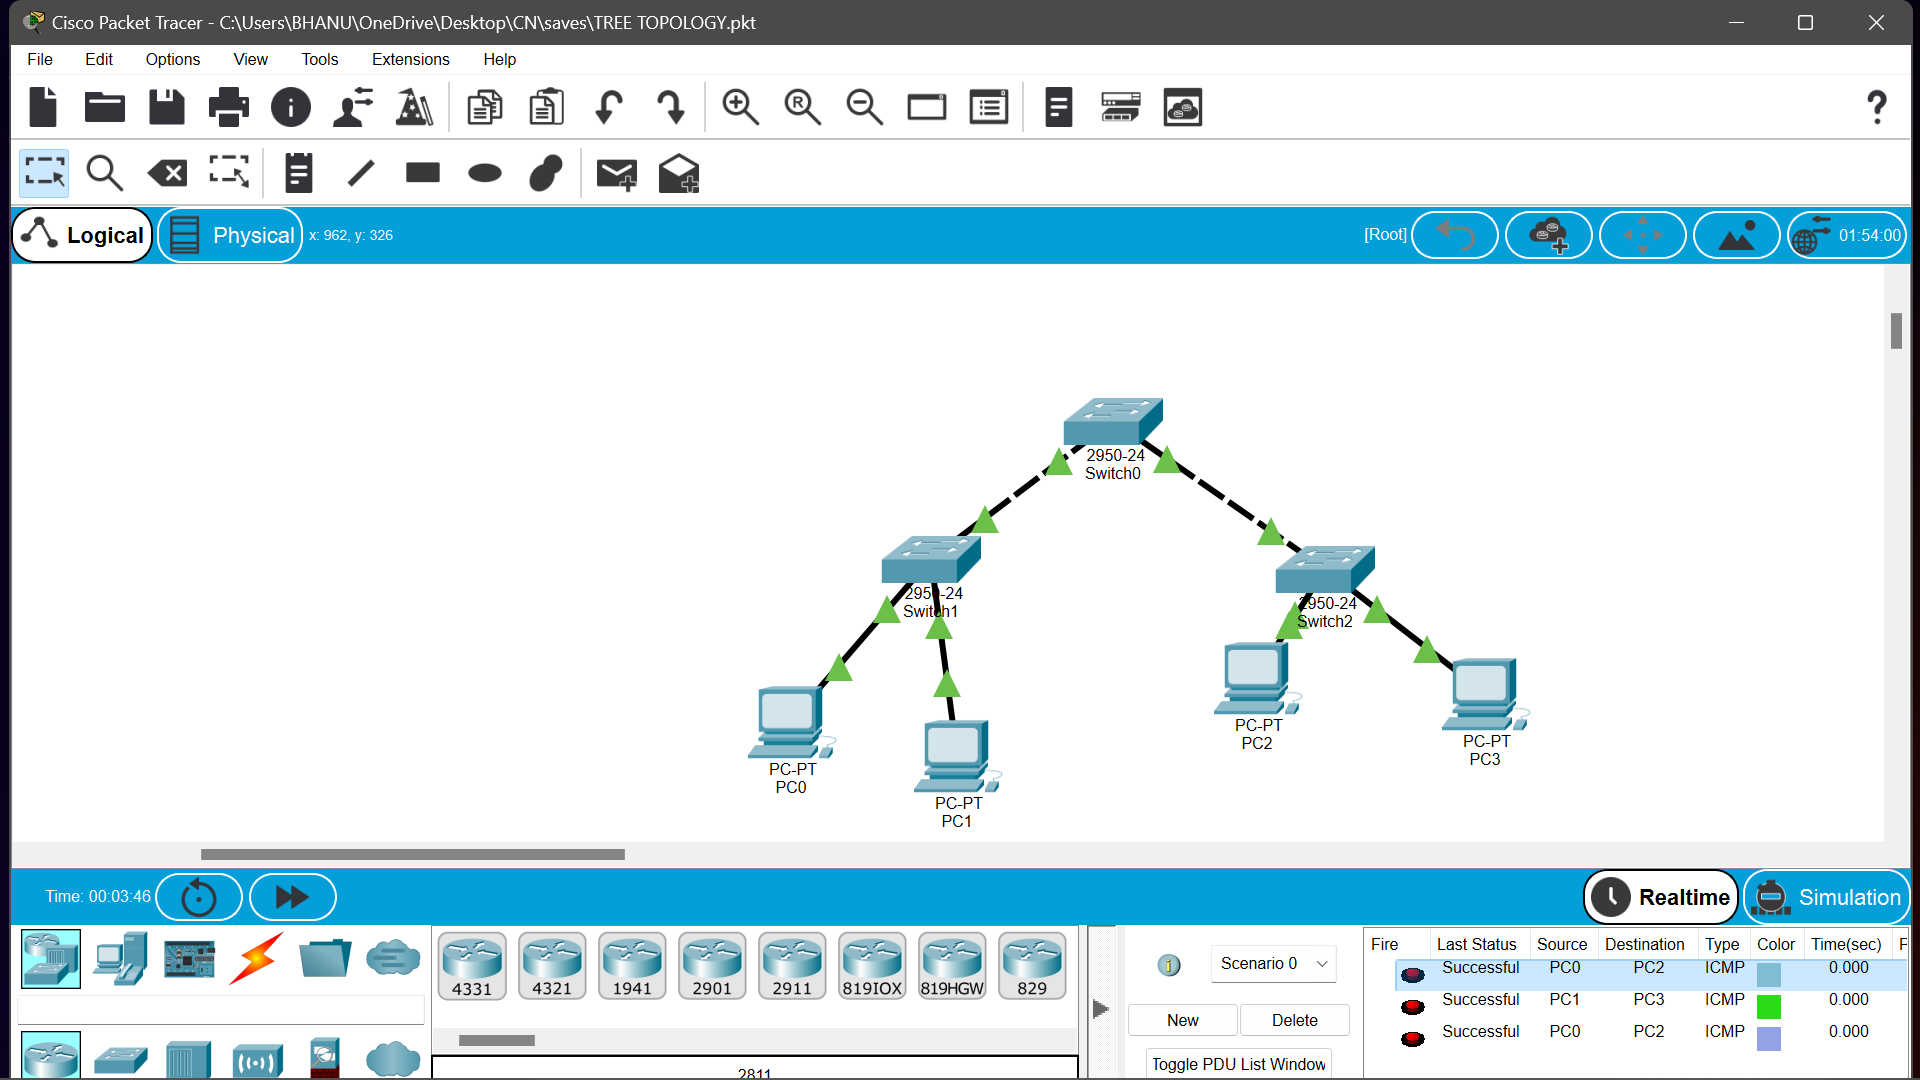 Cisco Packet Tracer - C:\Users\BHANU\OneDrive\Desktop\CN\saves\TREE TOPOLOGY.pkt
File Edit Options View Tools Extensions Help
Logical Physical x: 962, y: 326 [Root] 01:54:00
2950-24
Switch0
2950-24
Switch1
2950-24
Switch2
PC-PT
PC0
PC-PT
PC1
PC-PT
PC2
PC-PT
PC3
Time: 00:03:46 Realtime Simulation
4331 4321 1941 2901 2911 819IOX 819HGW 829
2811
Scenario 0
New Delete
Toggle PDU List Window
Fire Last Status Source Destination Type Color Time(sec)
Successful PC0 PC2 ICMP 0.000
Successful PC1 PC3 ICMP 0.000
Successful PC0 PC2 ICMP 0.000